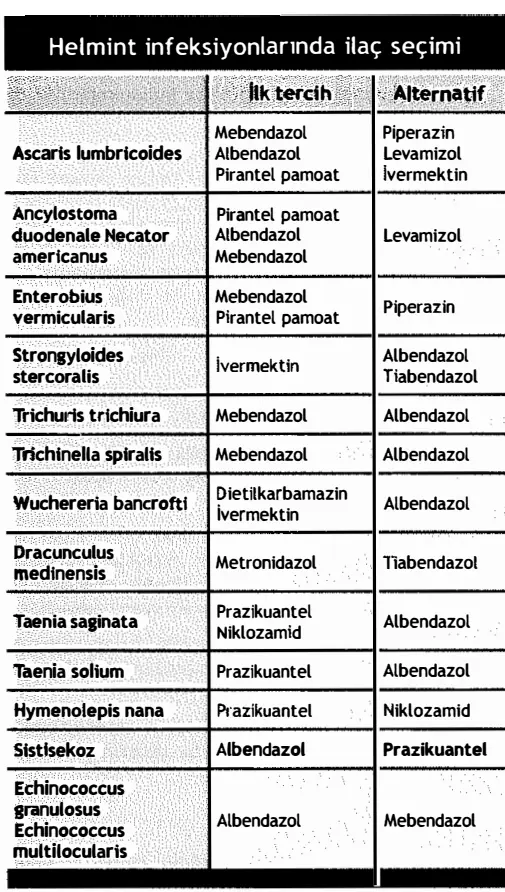 Helmint infeksiyonlarında ilaç seçimi
İlk tercih Alternatif
Ascaris lumbricoides
Mebendazol
Albendazol
Pirantel pamoat
Piperazin
Levamizol
İvermektin
Ancylostoma
duodenale Necator
americanus
Pirantel pamoat
Albendazol
Mebendazol
Levamizol
Enterobius
vermicularis
Mebendazol
Pirantel pamoat
Piperazin
Strongyloides
stercoralis
İvermektin
Albendazol
Tiabendazol
Trichuris trichiura Mebendazol Albendazol
Trichinella spiralis Mebendazol Albendazol
Wuchereria bancrofti
Dietilkarbamazin
İvermektin
Albendazol
Dracunculus
medinensis
Metronidazol
Tiabendazol
Taenia saginata
Prazikuantel
Niklozamid
Albendazol
Taenia solium Prazikuantel Albendazol
Hymenolepis nana Prazikuantel Niklozamid
Sistisekoz Albendazol Prazikuantel
Echinococcus
granulosus
Echinococcus
multilocularis
Albendazol
Mebendazol